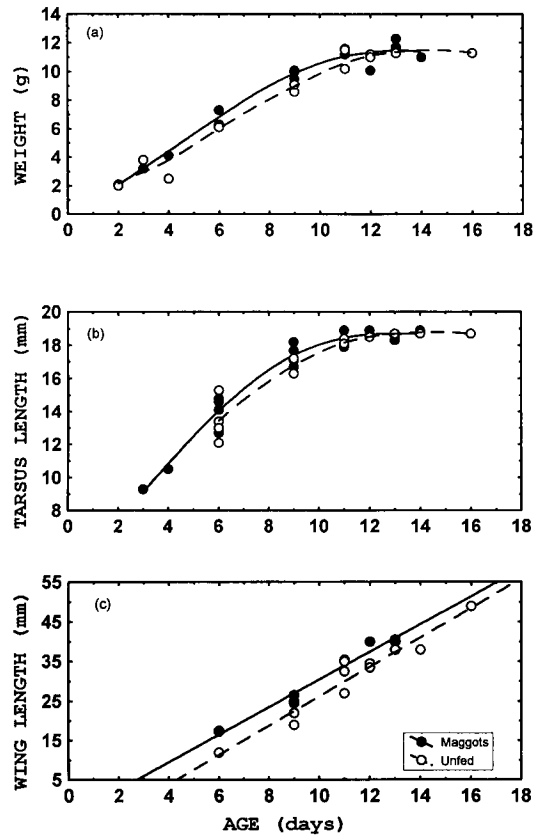 (a)
WEIGHT (g)
14
12
10
8
6
4
2
0
0 2 4 6 8 10 12 14 16 18
(b)
TARSUS LENGTH (mm)
20
18
16
14
12
10
8
0 2 4 6 8 10 12 14 16 18
(c)
WING LENGTH (mm)
55
45
35
25
15
5
Maggots
Unfed
0 2 4 6 8 10 12 14 16 18
AGE (days)